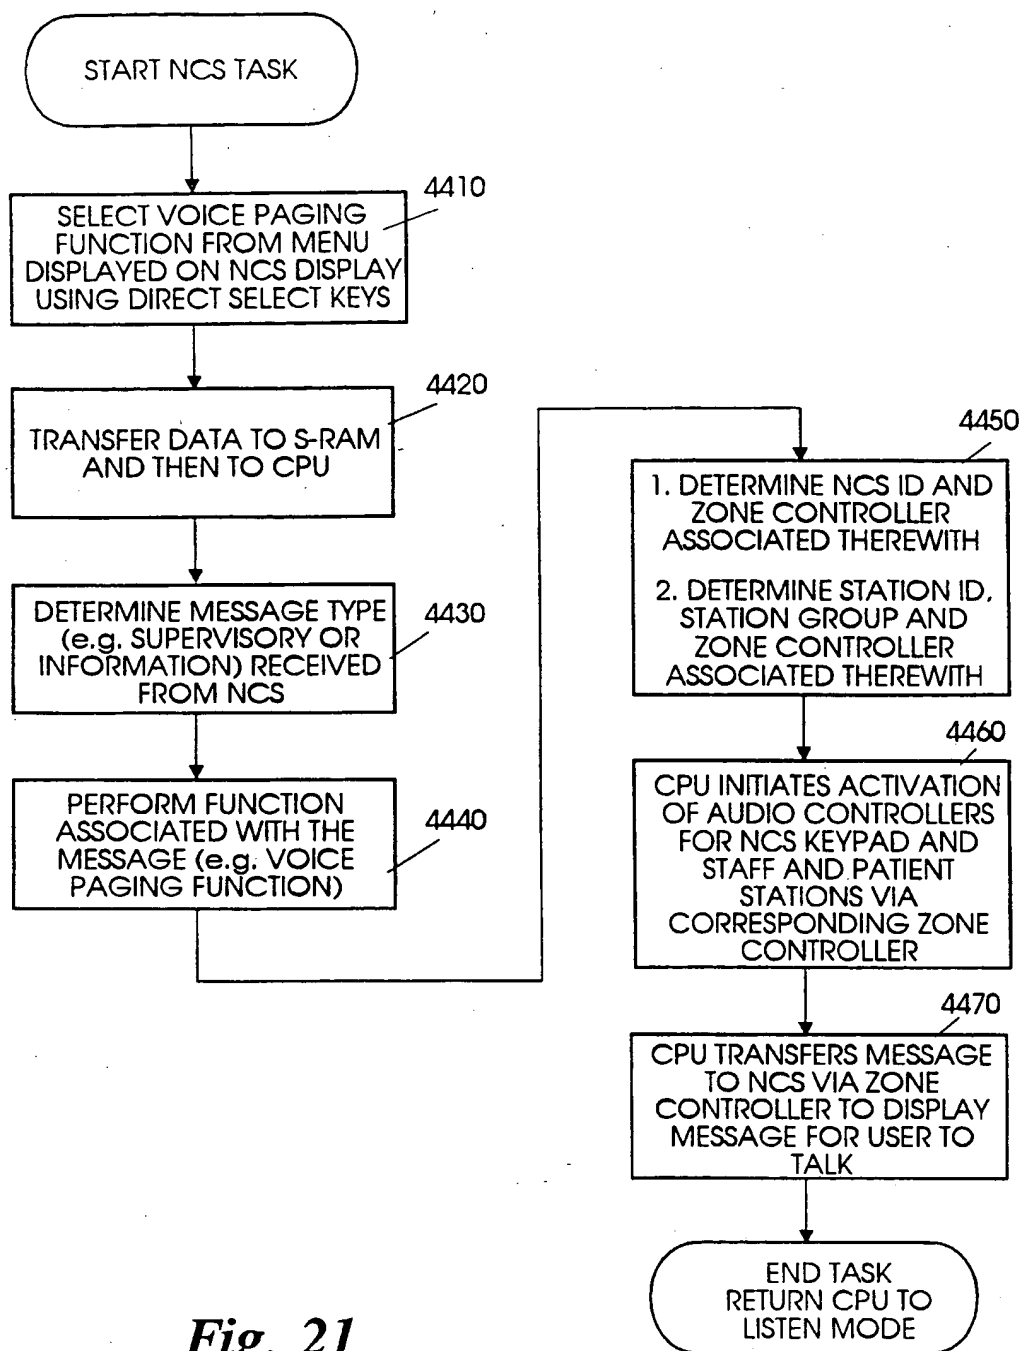 START NCS TASK
4410
SELECT VOICE PAGING
FUNCTION FROM MENU
DISPLAYED ON NCS DISPLAY
USING DIRECT SELECT KEYS
4420
TRANSFER DATA TO S-RAM
AND THEN TO CPU
DETERMINE MESSAGE TYPE
(e.g. SUPERVISORY OR
INFORMATION) RECEIVED
FROM NCS
4430
PERFORM FUNCTION
ASSOCIATED WITH THE
MESSAGE (e.g. VOICE
PAGING FUNCTION)
4440
4450
1. DETERMINE NCS ID AND
ZONE CONTROLLER
ASSOCIATED THEREWITH
2. DETERMINE STATION ID,
STATION GROUP AND
ZONE CONTROLLER
ASSOCIATED THEREWITH
4460
CPU INITIATES ACTIVATION
OF AUDIO CONTROLLERS
FOR NCS KEYPAD AND
STAFF AND PATIENT
STATIONS VIA
CORRESPONDING ZONE
CONTROLLER
4470
CPU TRANSFERS MESSAGE
TO NCS VIA ZONE
CONTROLLER TO DISPLAY
MESSAGE FOR USER TO
TALK
END TASK
RETURN CPU TO
LISTEN MODE
Fig. 21